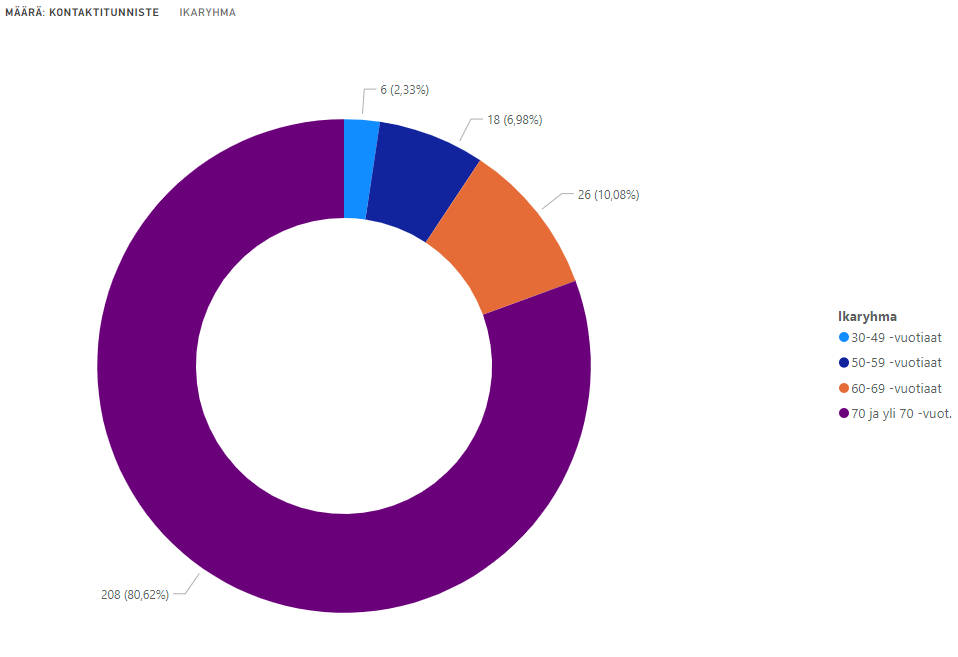 MÄÄRÄ: KONTAKTITUNNISTE IKARYHMA
6 (2,33%)
18 (6,98%)
26 (10,08%)
208 (80,62%)
Ikaryhma
30-49 -vuotiaat
50-59 -vuotiaat
60-69 -vuotiaat
70 ja yli 70 -vuot.